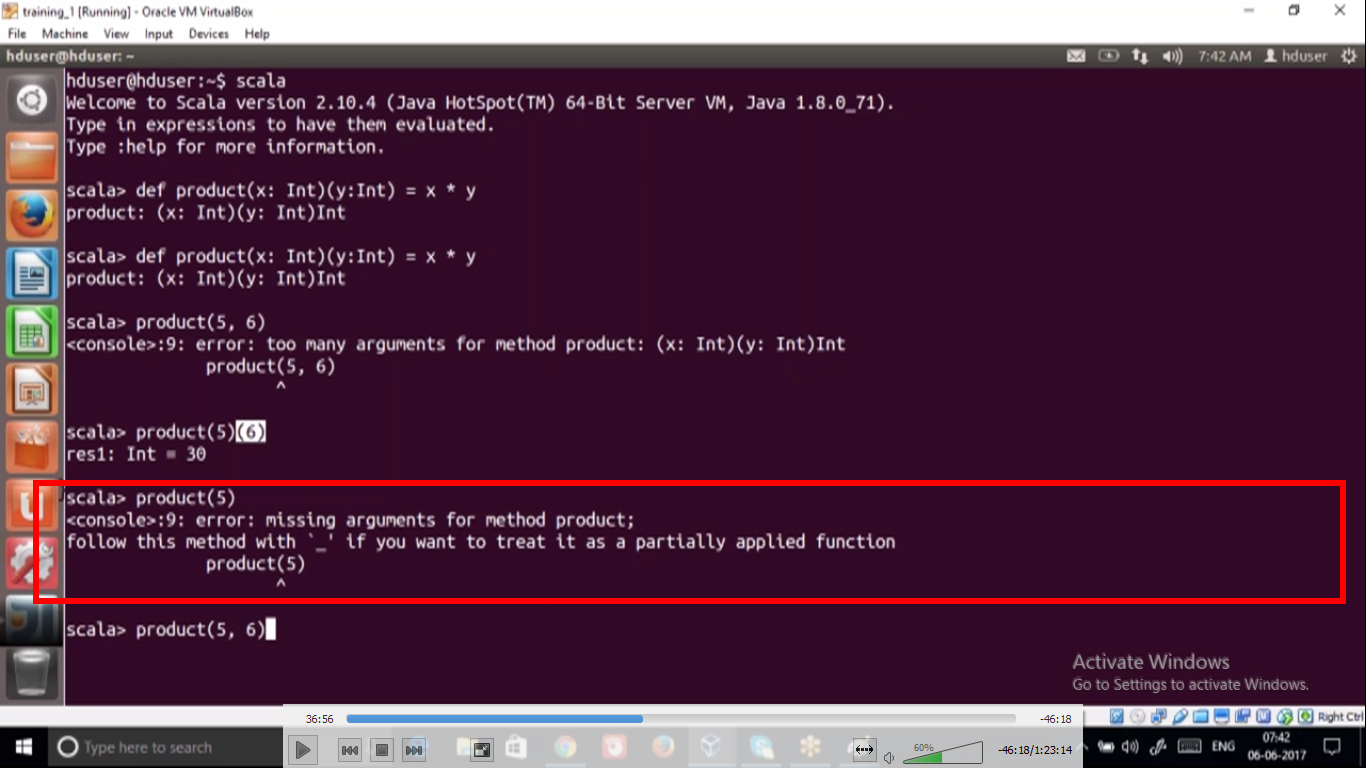 training_1 [Running] - Oracle VM VirtualBox
File Machine View Input Devices Help
hduser@hduser: ~ 7:42 AM hduser
hduser@hduser:~$ scala
Welcome to Scala version 2.10.4 (Java HotSpot(TM) 64-Bit Server VM, Java 1.8.0_71).
Type in expressions to have them evaluated.
Type :help for more information.
scala> def product(x: Int)(y:Int) = x * y
product: (x: Int)(y: Int)Int
scala> def product(x: Int)(y:Int) = x * y
product: (x: Int)(y: Int)Int
scala> product(5, 6)
<console>:9: error: too many arguments for method product: (x: Int)(y: Int)Int
product(5, 6)
^
scala> product(5)(6)
res1: Int = 30
scala> product(5)
<console>:9: error: missing arguments for method product;
follow this method with `_' if you want to treat it as a partially applied function
product(5)
^
scala> product(5, 6)
Activate Windows
Go to Settings to activate Windows.
Right Ctrl
36:56 -46:18
Type here to search
60%
-46:18/1:23:14
ENG
07:42
06-06-2017